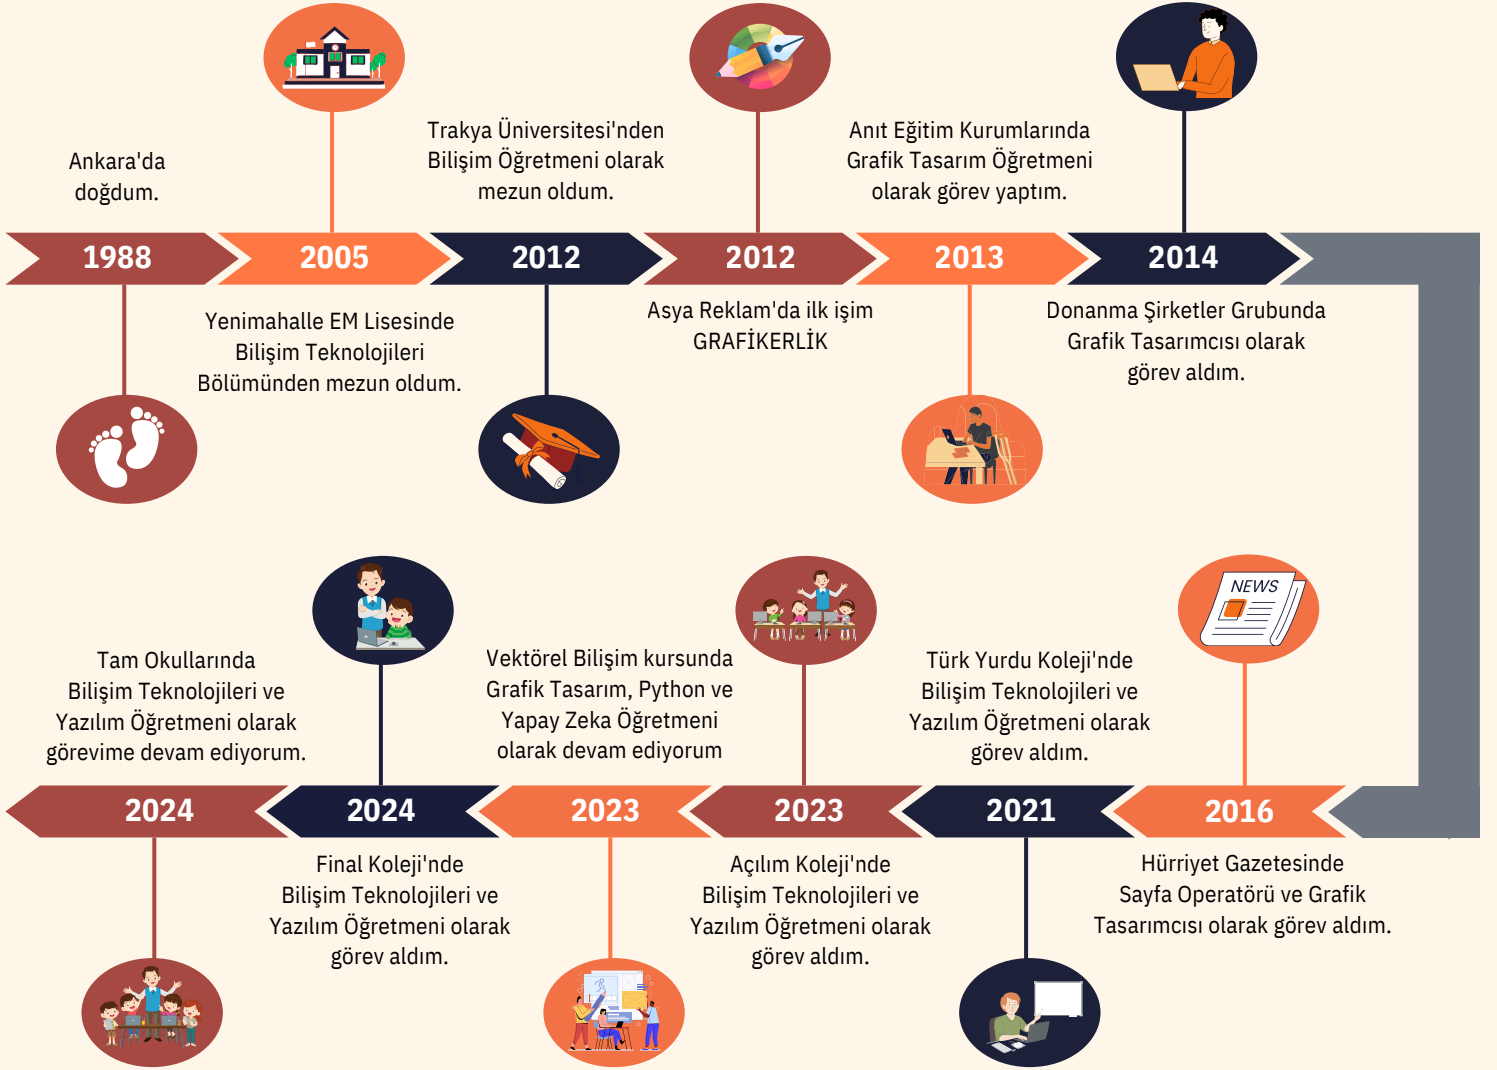 Ankara'da
doğdum.
1988
2005
Yenimahalle EM Lisesinde
Bilişim Teknolojileri
Bölümünden mezun oldum.
Trakya Üniversitesi'nden
Bilişim Öğretmeni olarak
mezun oldum.
2012
2012
Asya Reklam'da ilk işim
GRAFİKERLİK
Anıt Eğitim Kurumlarında
Grafik Tasarım Öğretmeni
olarak görev yaptım.
2013
2014
Donanma Şirketler Grubunda
Grafik Tasarımcısı olarak
görev aldım.
NEWS
2016
Hürriyet Gazetesinde
Sayfa Operatörü ve Grafik
Tasarımcısı olarak görev aldım.
Türk Yurdu Koleji'nde
Bilişim Teknolojileri ve
Yazılım Öğretmeni olarak
görev aldım.
2021
2023
Açılım Koleji'nde
Bilişim Teknolojileri ve
Yazılım Öğretmeni olarak
görev aldım.
Vektörel Bilişim kursunda
Grafik Tasarım, Python ve
Yapay Zeka Öğretmeni
olarak devam ediyorum
2023
2024
Final Koleji'nde
Bilişim Teknolojileri ve
Yazılım Öğretmeni olarak
görev aldım.
Tam Okullarında
Bilişim Teknolojileri ve
Yazılım Öğretmeni olarak
görevime devam ediyorum.
2024